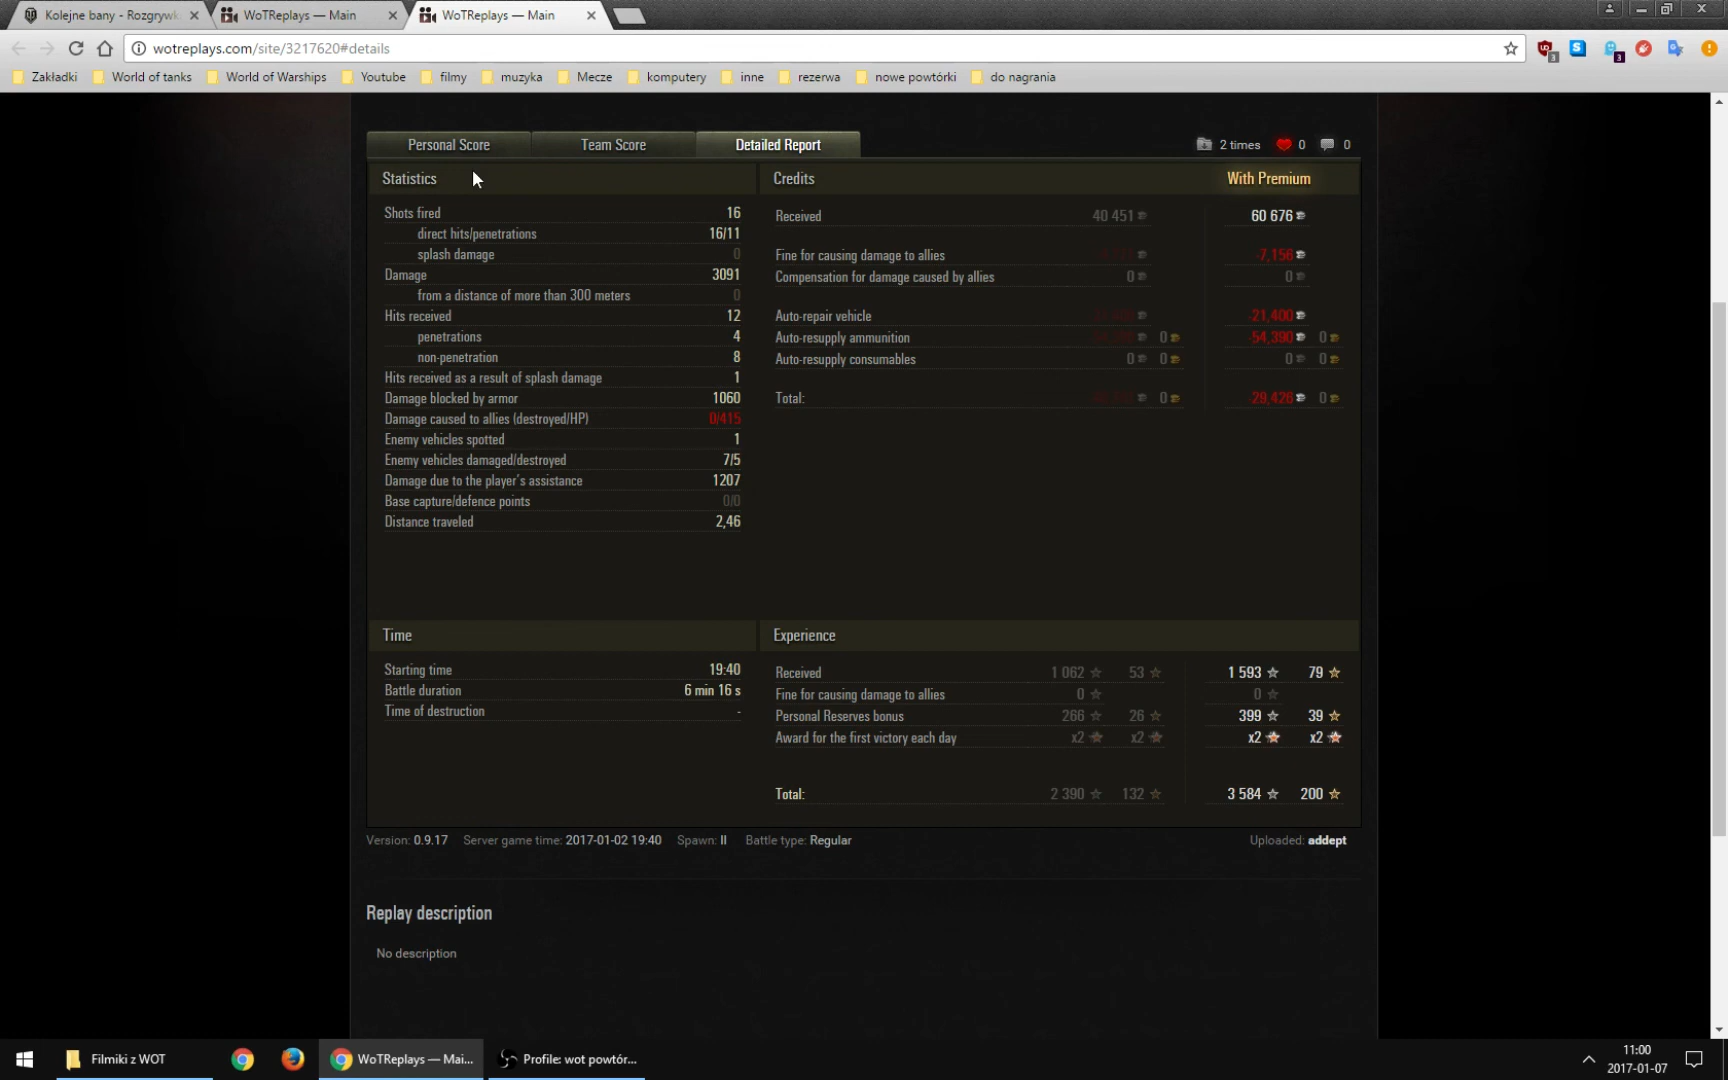 Kolejne bany - Rozgrywk
WoTReplays — Main
WoTReplays — Main
wotreplays.com/site/3217620#details
Zakładki World of tanks World of Warships Youtube filmy muzyka Mecze komputery inne rezerwa nowe powtórki do nagrania
Personal Score Team Score Detailed Report 2 times 0 0
Statistics
Shots fired 16
direct hits/penetrations 16/11
splash damage 0
Damage 3091
from a distance of more than 300 meters 0
Hits received 12
penetrations 4
non-penetration 8
Hits received as a result of splash damage 1
Damage blocked by armor 1060
Damage caused to allies (destroyed/HP) 0/415
Enemy vehicles spotted 1
Enemy vehicles damaged/destroyed 7/5
Damage due to the player's assistance 1207
Base capture/defence points 0/0
Distance traveled 2,46
Credits With Premium
Received 40 451 60 676
Fine for causing damage to allies -7,156
Compensation for damage caused by allies 0 0
Auto-repair vehicle -21,400
Auto-resupply ammunition 0 -54,390 0
Auto-resupply consumables 0 0 0 0
Total: 0 -29,426 0
Time
Starting time 19:40
Battle duration 6 min 16 s
Time of destruction -
Experience
Received 1 062 53 1 593 79
Fine for causing damage to allies 0 0
Personal Reserves bonus 266 26 399 39
Award for the first victory each day x2 x2 x2 x2
Total: 2 390 132 3 584 200
Version: 0.9.17 Server game time: 2017-01-02 19:40 Spawn: II Battle type: Regular Uploaded: addept
Replay description
No description
Filmiki z WOT
WoTReplays — Mai...
Profile: wot powtór...
11:00
2017-01-07